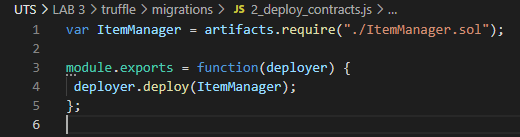 UTS > LAB 3 > truffle > migrations > JS 2_deploy_contracts.js > ...
1 var ItemManager = artifacts.require("./ItemManager.sol");
2
3 module.exports = function(deployer) {
4 deployer.deploy(ItemManager);
5 };
6